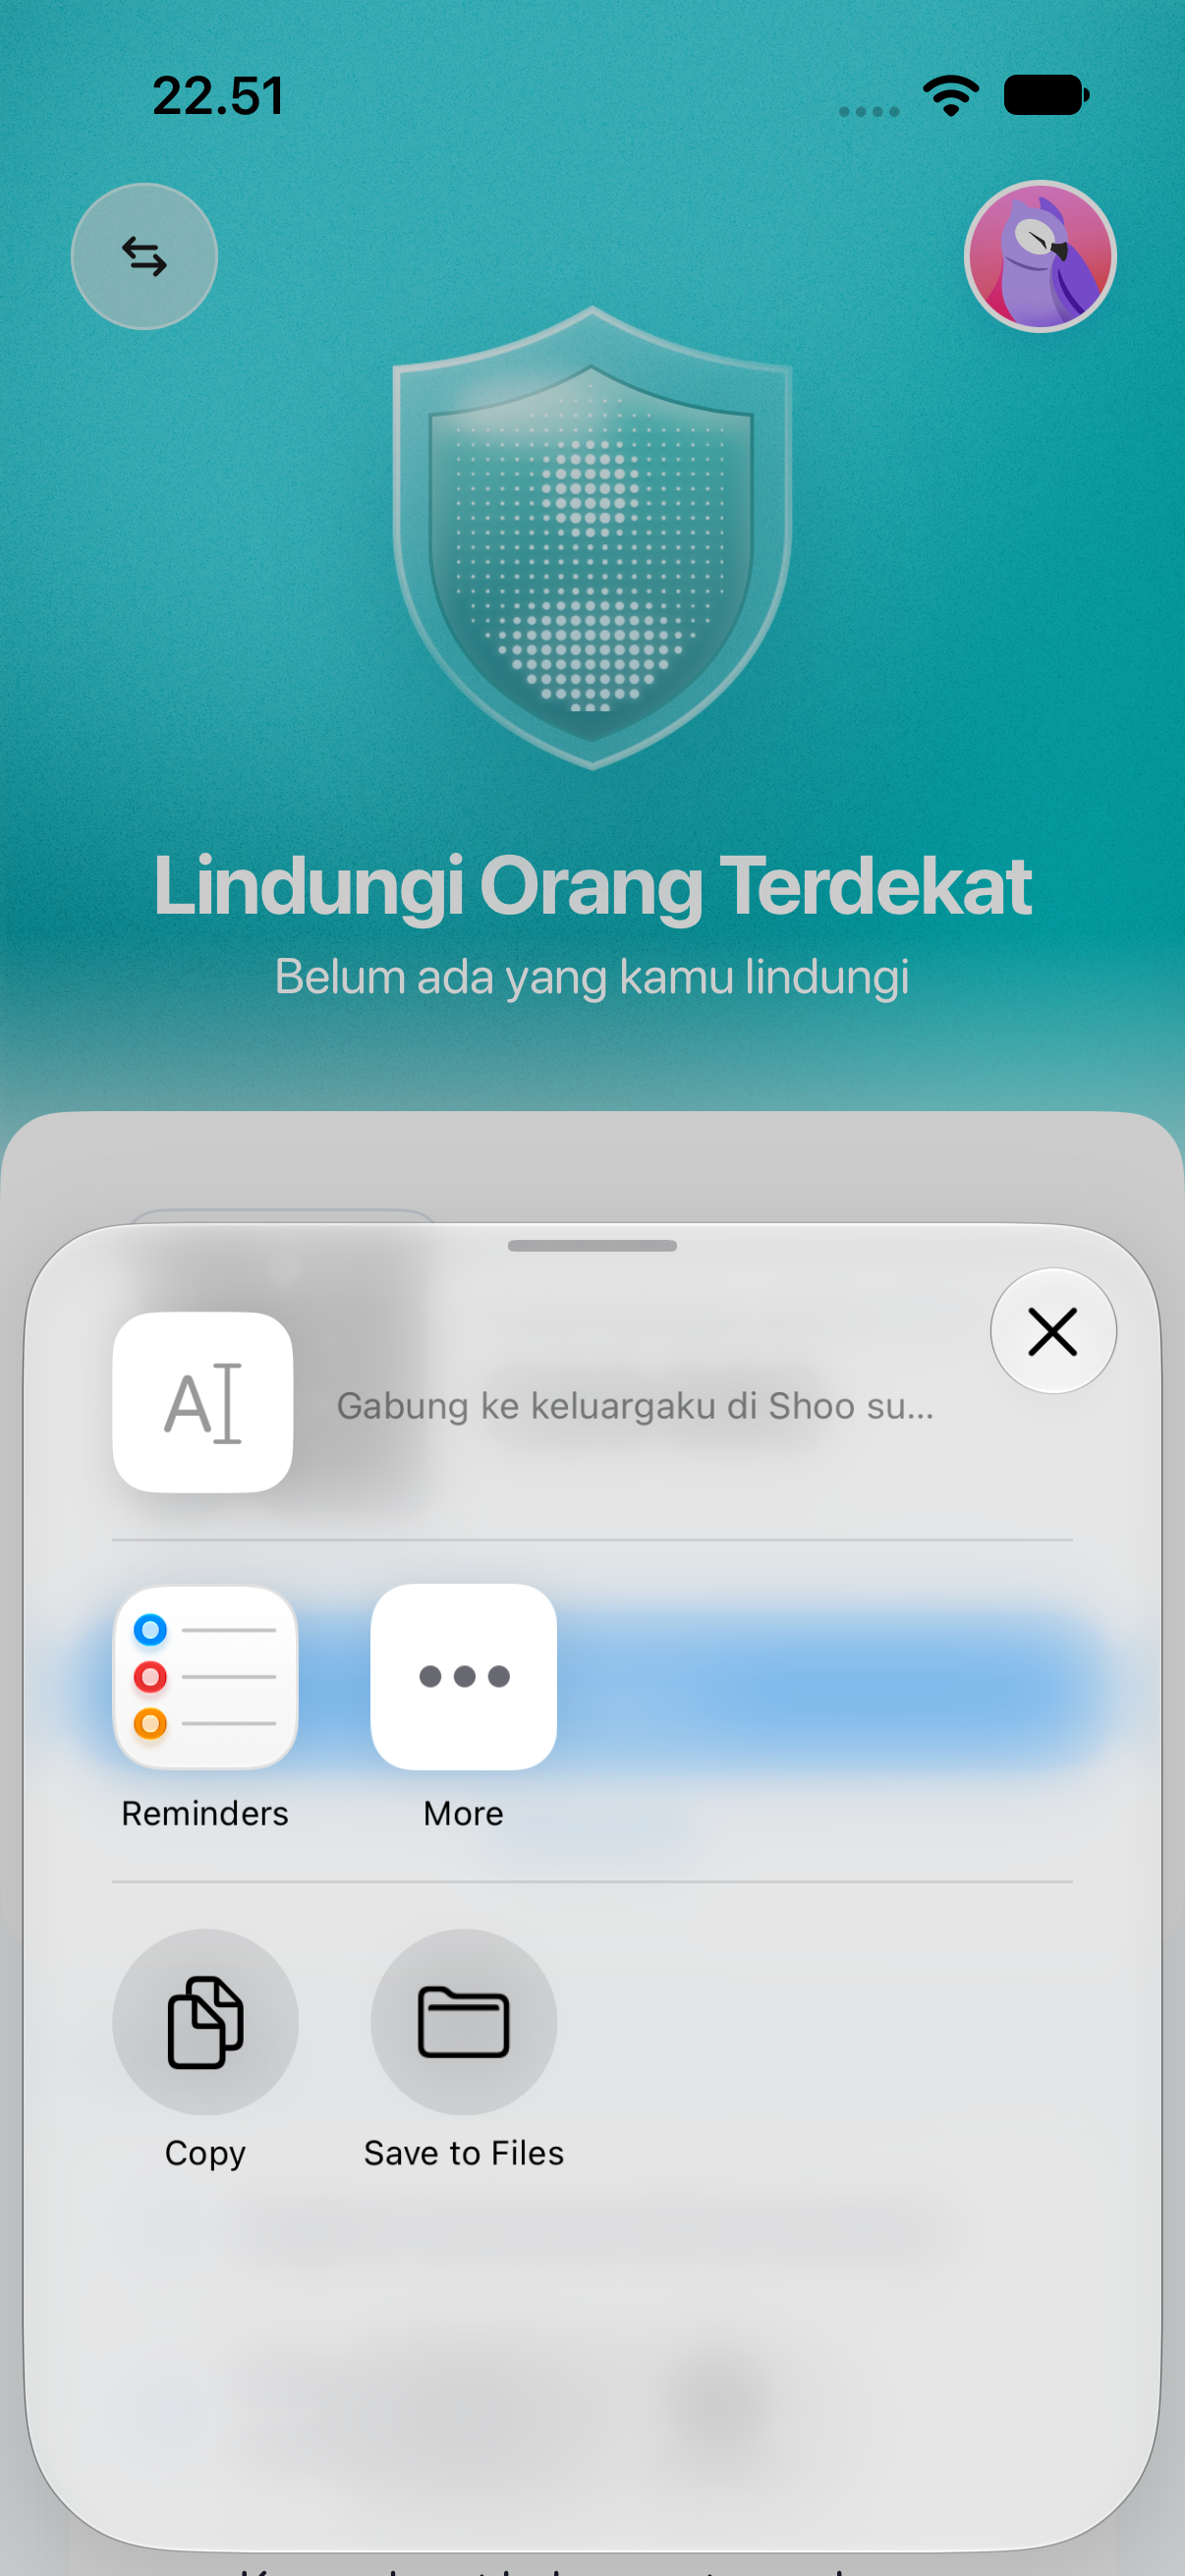 22.51
Lindungi Orang Terdekat
Belum ada yang kamu lindungi
Gabung ke keluargaku di Shoo su...
Reminders
More
Copy
Save to Files